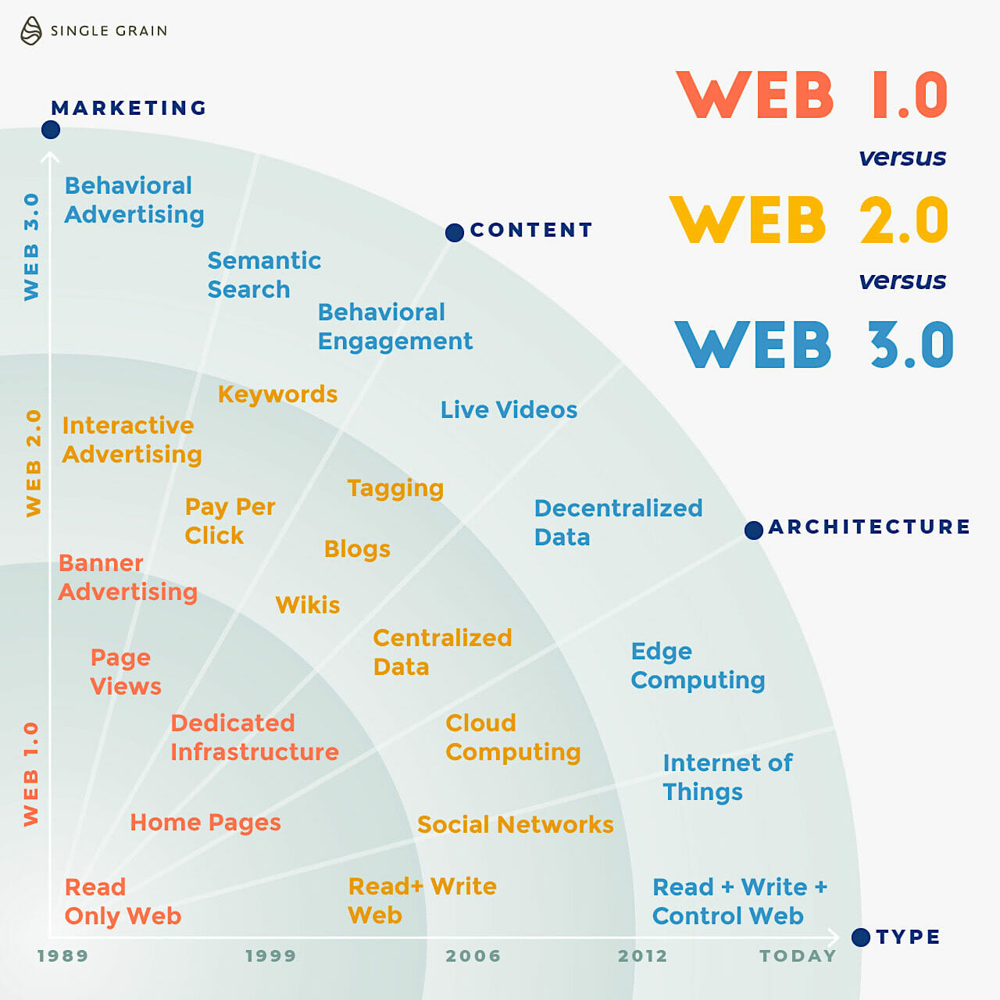 SINGLE GRAIN
WEB 1.0
versus
WEB 2.0
versus
WEB 3.0
MARKETING
CONTENT
ARCHITECTURE
TYPE
WEB 3.0
WEB 2.0
WEB 1.0
Behavioral
Advertising
Semantic
Search
Behavioral
Engagement
Live Videos
Decentralized
Data
Edge
Computing
Internet of
Things
Read + Write +
Control Web
Keywords
Interactive
Advertising
Pay Per
Click
Tagging
Blogs
Wikis
Centralized
Data
Cloud
Computing
Social Networks
Read+ Write
Web
Banner
Advertising
Page
Views
Dedicated
Infrastructure
Home Pages
Read
Only Web
1989
1999
2006
2012
TODAY